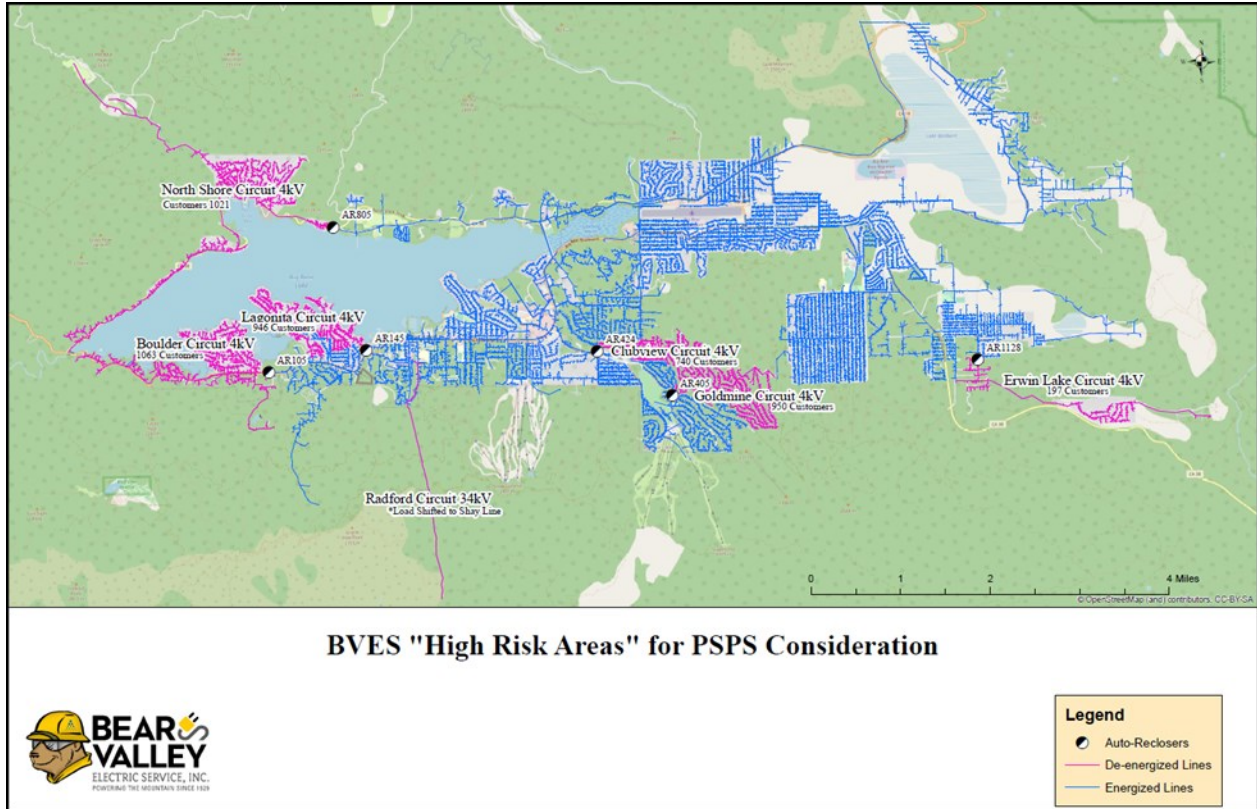 North Shore Circuit 4kV
Customers 1021
AR805
Lagonita Circuit 4kV
946 Customers
AR145
Boulder Circuit 4kV
1063 Customers
AR105
AR424
Clubview Circuit 4kV
740 Customers
AR405
Goldmine Circuit 4kV
950 Customers
AR1128
Erwin Lake Circuit 4kV
197 Customers
Radford Circuit 34kV
*Load Shifted to Shay Line
0 1 2 4 Miles
© OpenStreetMap (and) contributors, CC-BY-SA
BVES "High Risk Areas" for PSPS Consideration
BEAR
VALLEY
ELECTRIC SERVICE, INC.
POWERING THE MOUNTAIN SINCE 1929
Legend
Auto-Reclosers
De-energized Lines
Energized Lines